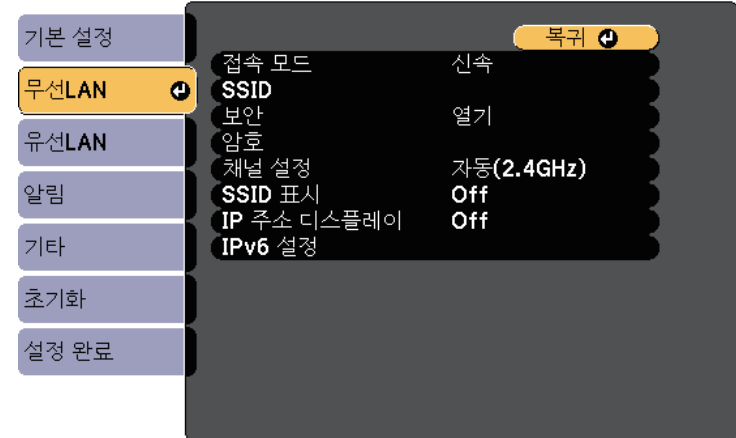 기본 설정
무선LAN
유선LAN
알림
기타
초기화
설정 완료
복귀
접속 모드 신속
SSID
보안 열기
암호
채널 설정 자동(2.4GHz)
SSID 표시 Off
IP 주소 디스플레이 Off
IPv6 설정